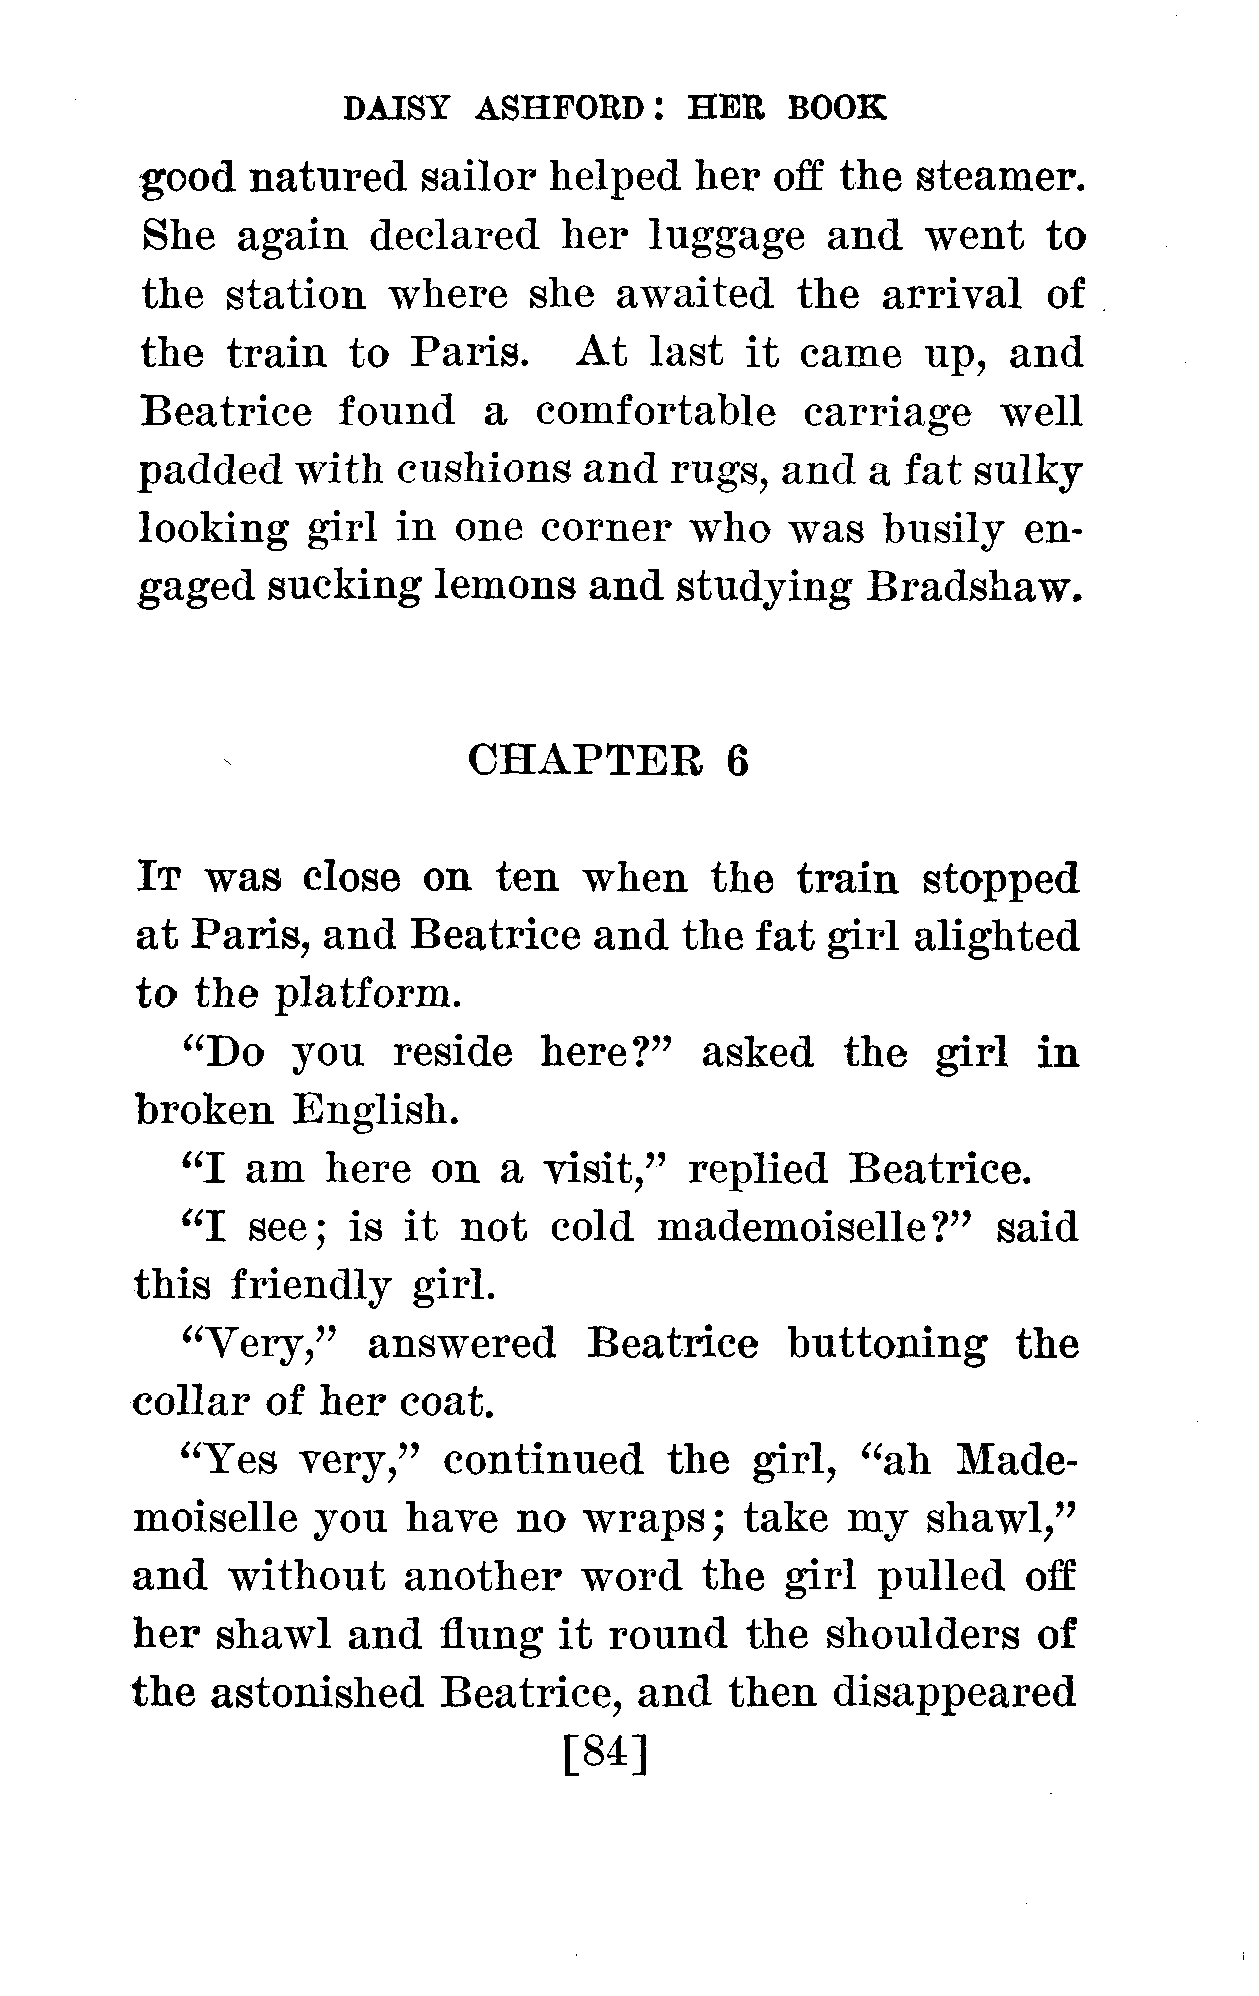 DAISY ASHFORD: HER BOOK
good natured sailor helped her off the steamer.
She again declared her luggage and went to
the station where she awaited the arrival of
the train to Paris. At last it came up, and
Beatrice found a comfortable carriage well
padded with cushions and rugs, and a fat sulky
looking girl in one corner who was busily en-
gaged sucking lemons and studying Bradshaw.
CHAPTER 6
IT was close on ten when the train stopped
at Paris, and Beatrice and the fat girl alighted
to the platform.
“Do you reside here?” asked the girl in
broken English.
“I am here on a visit,” replied Beatrice.
“I see; is it not cold mademoiselle?” said
this friendly girl.
“Very,” answered Beatrice buttoning the
collar of her coat.
“Yes very,” continued the girl, “ah Made-
moiselle you have no wraps; take my shawl,”
and without another word the girl pulled off
her shawl and flung it round the shoulders of
the astonished Beatrice, and then disappeared
[84]